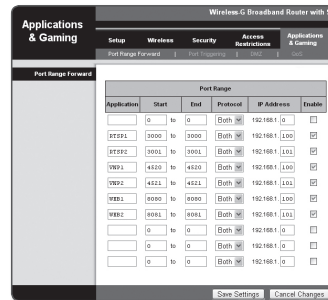 Wireless-G Broadband Router with
Applications & Gaming
Setup Wireless Security Access Restrictions Applications & Gaming
Port Range Forward | Port Triggering | DMZ | QoS
Port Range Forward
Port Range
Application Start End Protocol IP Address Enable
0 to 0 Both 192.168.1. 0
RTSP1 3000 to 3000 Both 192.168.1. 100
RTSP2 3001 to 3001 Both 192.168.1. 101
VNP1 4520 to 4520 Both 192.168.1. 100
VNP2 4521 to 4521 Both 192.168.1. 101
WEB1 8080 to 8080 Both 192.168.1. 100
WEB2 8081 to 8081 Both 192.168.1. 101
0 to 0 Both 192.168.1. 0
0 to 0 Both 192.168.1. 0
0 to 0 Both 192.168.1. 0
Save Settings Cancel Changes